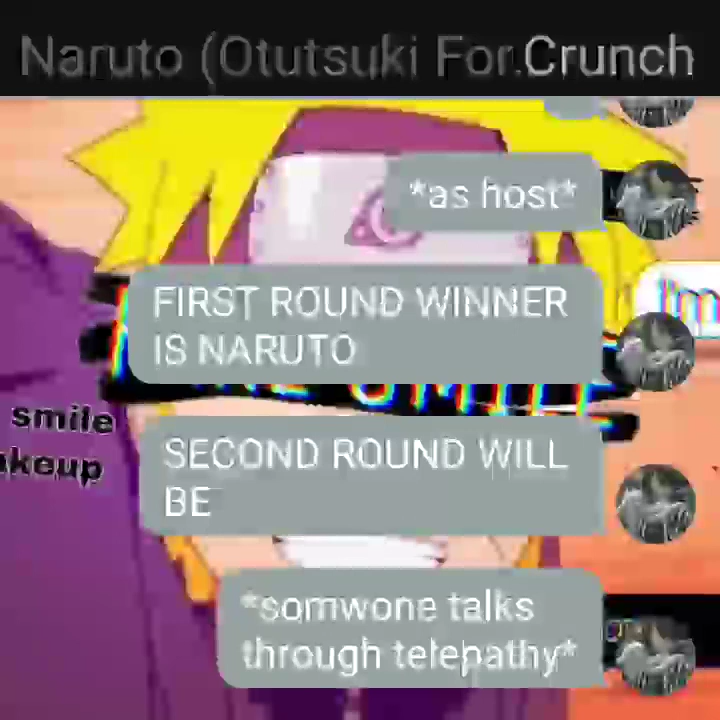 Naruto (Otutsuki For.Crunch
*as host*
I'm
FIRST ROUND WINNER
IS NARUTO
smile
SECOND ROUND WILL
BE
*somwone talks
through telepathy*